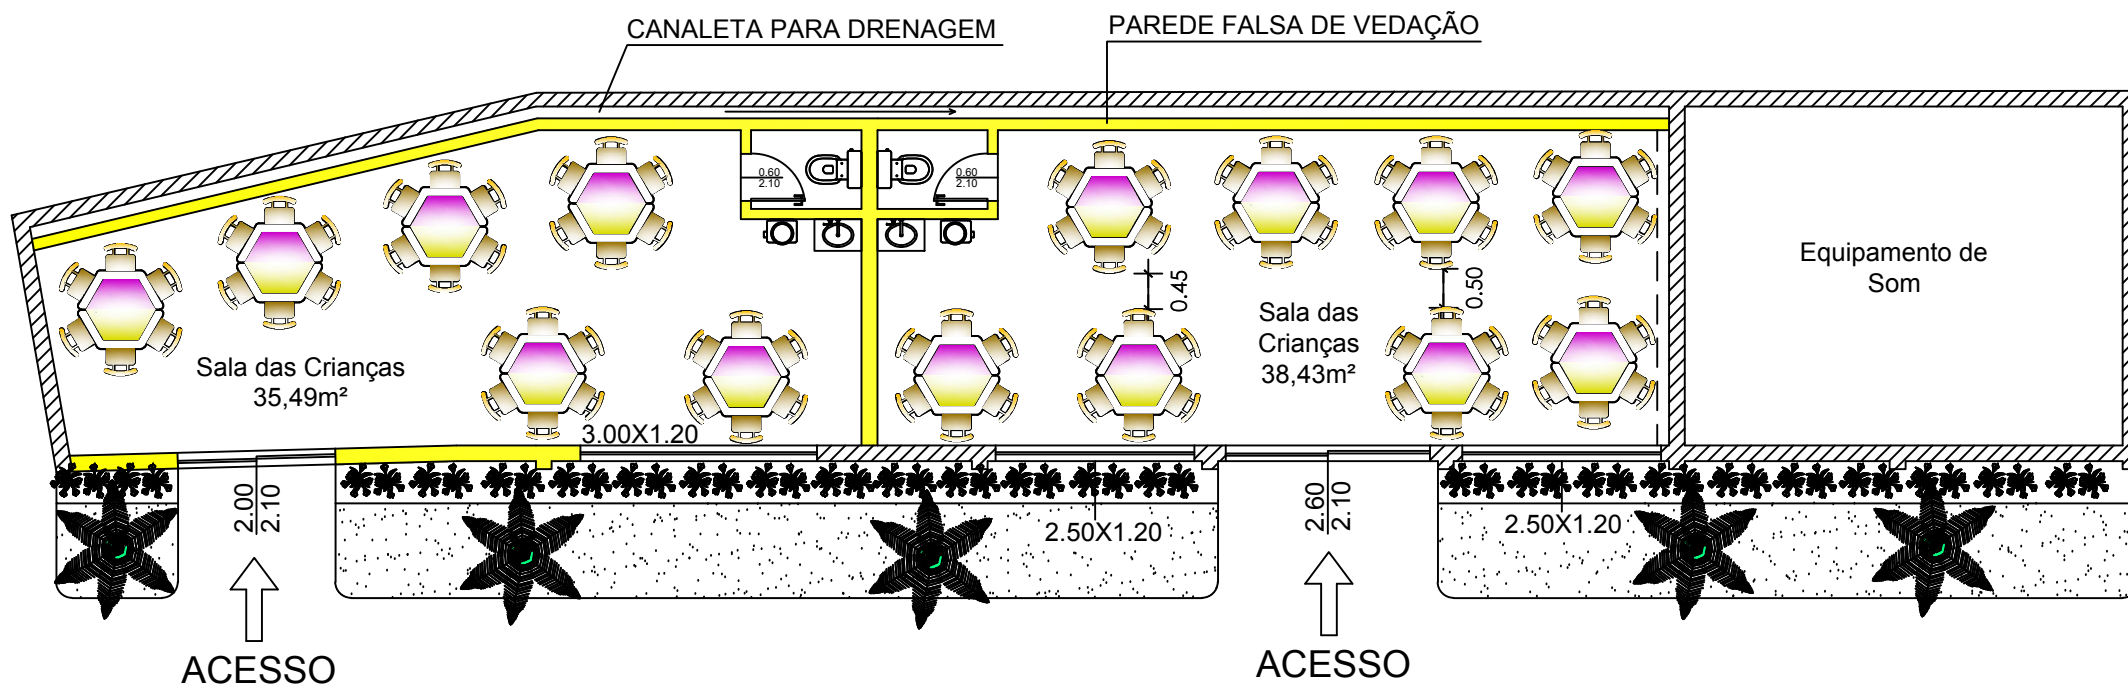 CANALETA PARA DRENAGEM
PAREDE FALSA DE VEDAÇÃO
0.60
2.10
0.60
2.10
Equipamento de
Som
0.45
0.50
Sala das
Crianças
38,43m²
Sala das Crianças
35,49m²
3.00X1.20
2.00
2.10
2.50X1.20
2.60
2.10
2.50X1.20
ACESSO
ACESSO